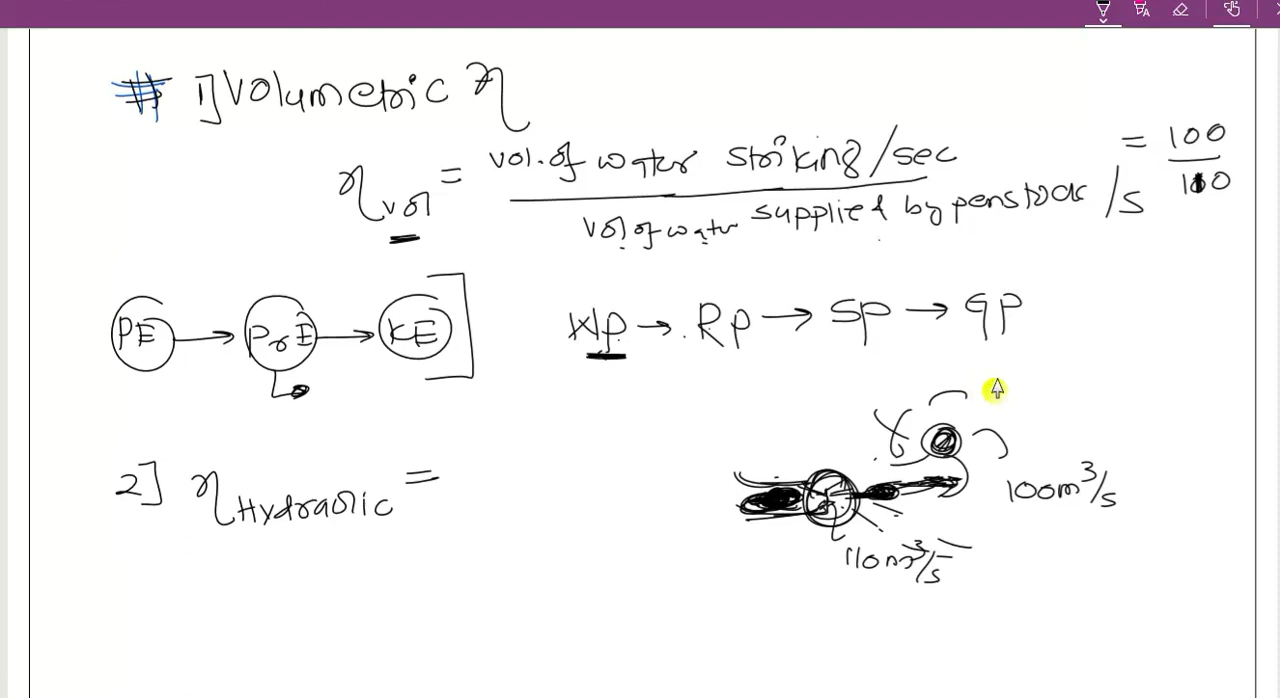 # 1] Volumetric η
η vol = vol. of water striking/sec / vol of water supplied by penstock /s = 100/110
PE → PrE → KE ] WP → RP → SP → GP
2] η Hydraulic =
100m³/s
110m³/s